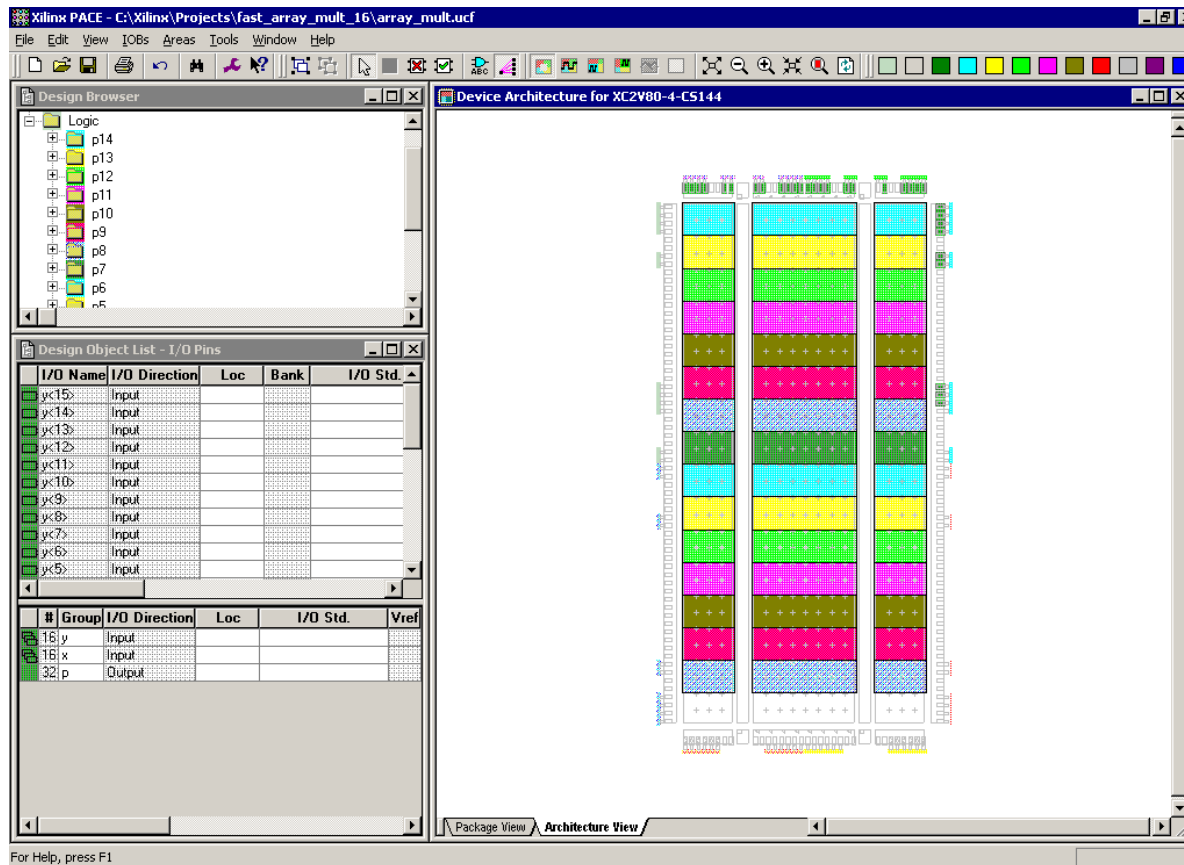 Xilinx PACE - C:\Xilinx\Projects\fast_array_mult_16\array_mult.ucf
File Edit View IOBs Areas Tools Window Help
ABC
Design Browser
Logic
p14
p13
p12
p11
p10
p9
p8
p7
p6
p5
Design Object List - I/O Pins
I/O Name I/O Direction Loc Bank I/O Std.
y<15> Input
y<14> Input
y<13> Input
y<12> Input
y<11> Input
y<10> Input
y<9> Input
y<8> Input
y<7> Input
y<6> Input
y<5> Input
# Group I/O Direction Loc I/O Std. Vref
16 y Input
16 x Input
32 p Output
Device Architecture for XC2V80-4-CS144
Package View Architecture View
For Help, press F1